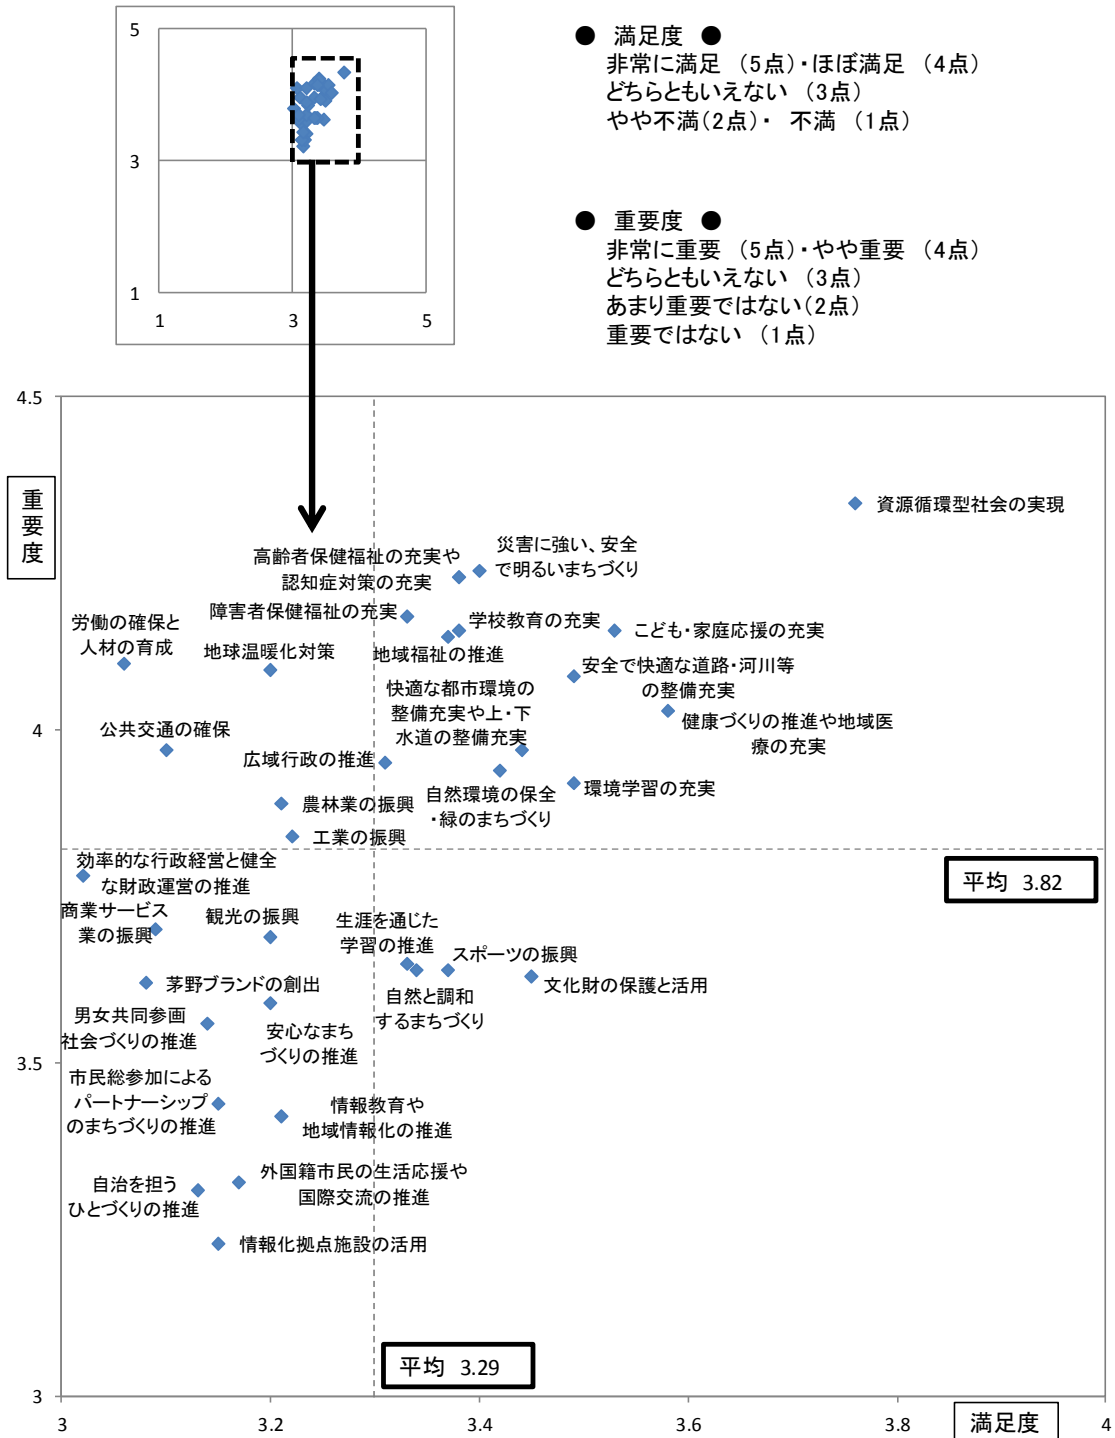 5
3
1
1
3
5
● 満足度 ●
非常に満足 (5点)・ほぼ満足 (4点)
どちらともいえない (3点)
やや不満(2点)・ 不満 (1点)
● 重要度 ●
非常に重要 (5点)・やや重要 (4点)
どちらともいえない (3点)
あまり重要ではない(2点)
重要ではない (1点)
4.5
重要度
資源循環型社会の実現
災害に強い、安全
で明るいまちづくり
高齢者保健福祉の充実や
認知症対策の充実
障害者保健福祉の充実
学校教育の充実
こども・家庭応援の充実
労働の確保と
人材の育成
地球温暖化対策
地域福祉の推進
安全で快適な道路・河川等
の整備充実
快適な都市環境の
整備充実や上・下
水道の整備充実
健康づくりの推進や地域医
療の充実
4
公共交通の確保
広域行政の推進
自然環境の保全
・緑のまちづくり
環境学習の充実
農林業の振興
工業の振興
平均 3.82
効率的な行政経営と健全
な財政運営の推進
商業サービス
業の振興
観光の振興
生涯を通じた
学習の推進
スポーツの振興
文化財の保護と活用
茅野ブランドの創出
自然と調和
するまちづくり
男女共同参画
社会づくりの推進
安心なまち
づくりの推進
3.5
市民総参加による
パートナーシップ
のまちづくりの推進
情報教育や
地域情報化の推進
外国籍市民の生活応援や
国際交流の推進
自治を担う
ひとづくりの推進
情報化拠点施設の活用
平均 3.29
3
3
3.2
3.4
3.6
3.8
満足度
4